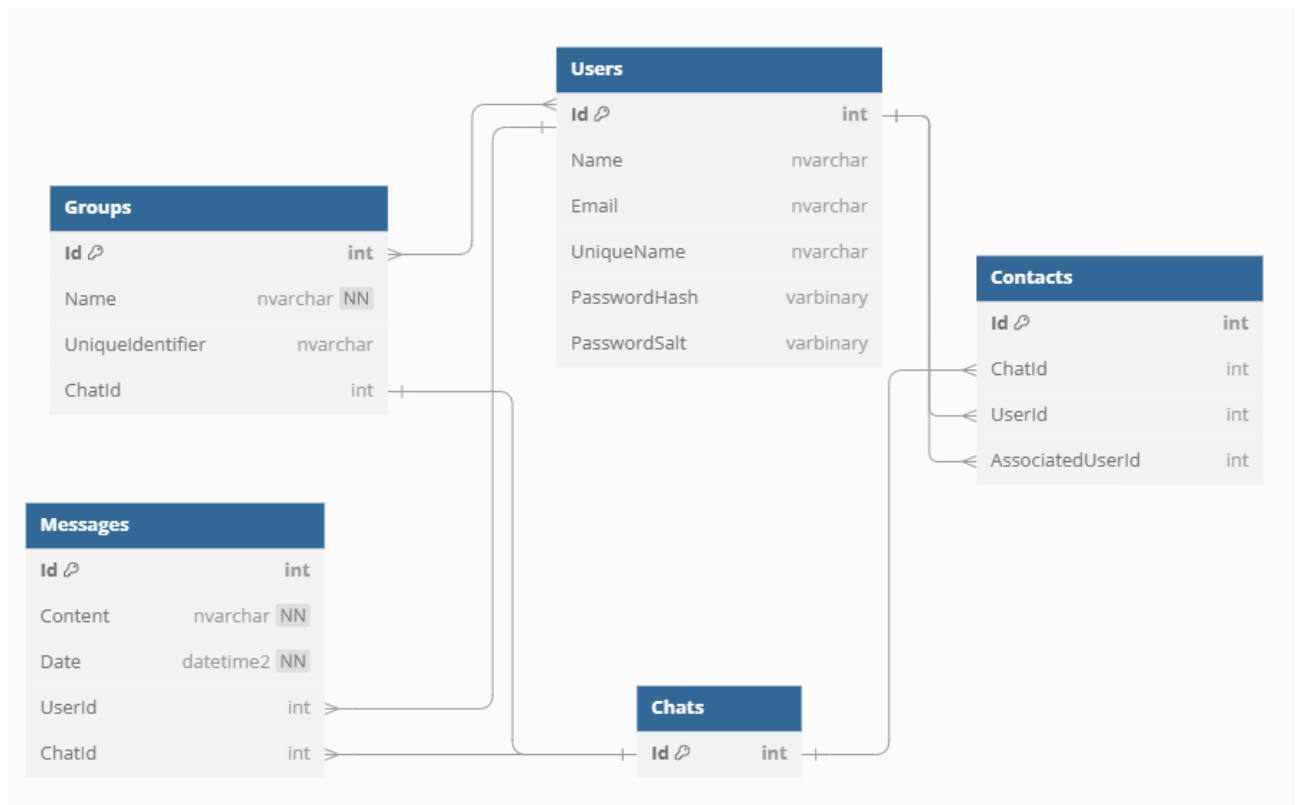 Users
Id int
Name nvarchar
Email nvarchar
UniqueName nvarchar
PasswordHash varbinary
PasswordSalt varbinary
Groups
Id int
Name nvarchar NN
UniqueIdentifier nvarchar
ChatId int
Contacts
Id int
ChatId int
UserId int
AssociatedUserId int
Messages
Id int
Content nvarchar NN
Date datetime2 NN
UserId int
ChatId int
Chats
Id int